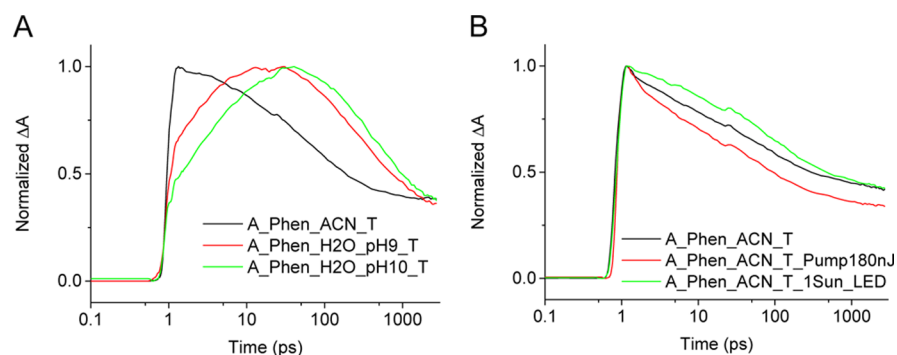 A
B
Normalized ΔA
1.0
0.5
0.0
A_Phen_ACN_T
A_Phen_H2O_pH9_T
A_Phen_H2O_pH10_T
0.1
1
10
100
1000
Time (ps)
Normalized ΔA
1.0
0.5
0.0
A_Phen_ACN_T
A_Phen_ACN_T_Pump180nJ
A_Phen_ACN_T_1Sun_LED
0.1
1
10
100
1000
Time (ps)